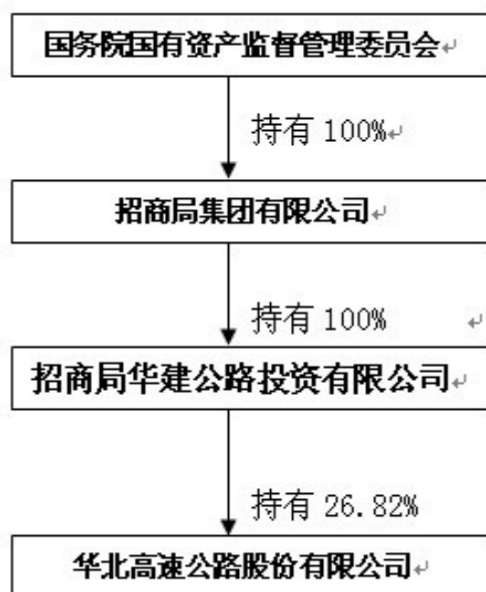 国务院国有资产监督管理委员会
持有 100%
招商局集团有限公司
持有 100%
招商局华建公路投资有限公司
持有 26.82%
华北高速公路股份有限公司